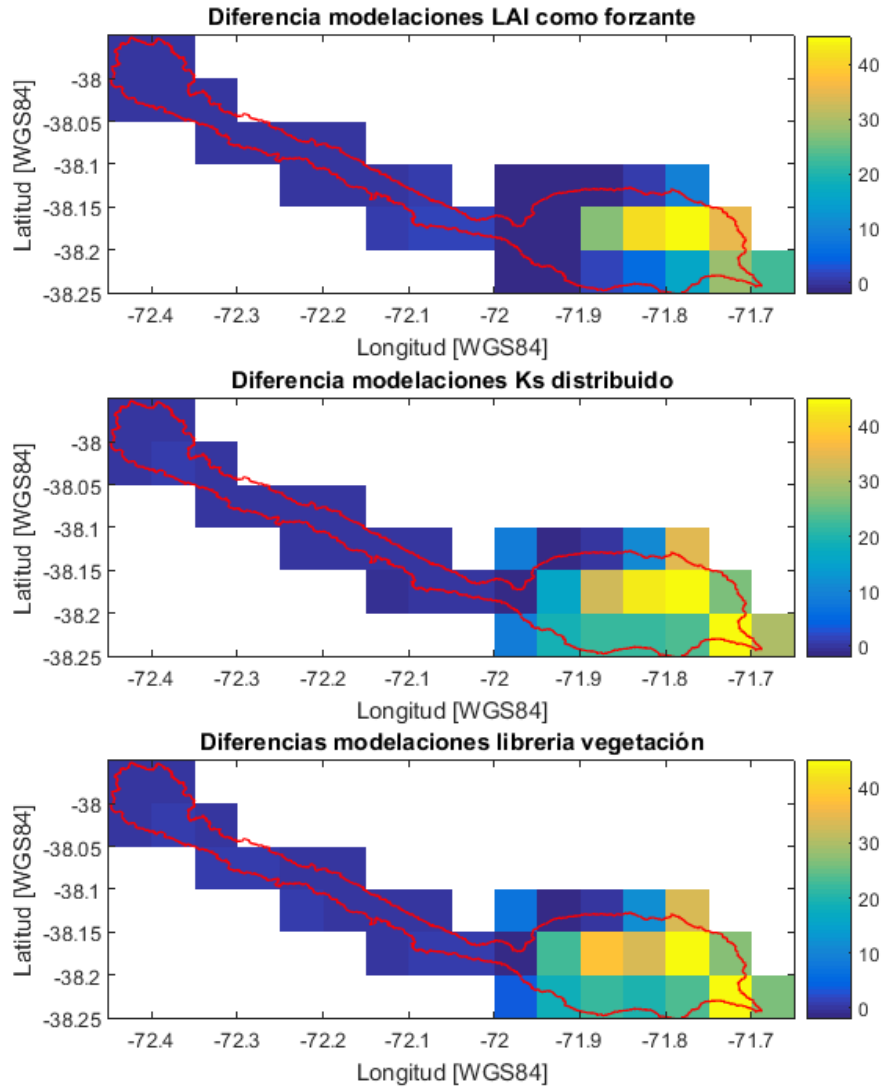 Diferencia modelaciones LAI como forzante
Latitud [WGS84]
-38
-38.05
-38.1
-38.15
-38.2
-38.25
-72.4 -72.3 -72.2 -72.1 -72 -71.9 -71.8 -71.7
Longitud [WGS84]
40
30
20
10
0
Diferencia modelaciones Ks distribuido
Latitud [WGS84]
-38
-38.05
-38.1
-38.15
-38.2
-38.25
-72.4 -72.3 -72.2 -72.1 -72 -71.9 -71.8 -71.7
Longitud [WGS84]
40
30
20
10
0
Diferencias modelaciones libreria vegetación
Latitud [WGS84]
-38
-38.05
-38.1
-38.15
-38.2
-38.25
-72.4 -72.3 -72.2 -72.1 -72 -71.9 -71.8 -71.7
Longitud [WGS84]
40
30
20
10
0